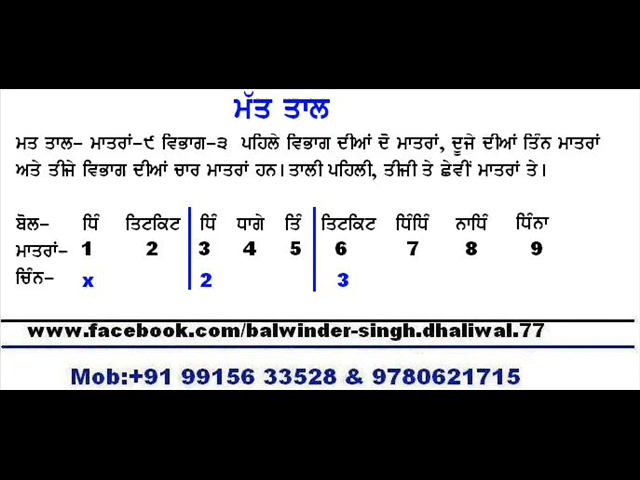 ਮੱਤ ਤਾਲ
ਮਤ ਤਾਲ– ਮਾਤਰਾਂ–੯ ਵਿਭਾਗ–੩ ਪਹਿਲੇ ਵਿਭਾਗ ਦੀਆਂ ਦੋ ਮਾਤਰਾਂ, ਦੂਜੇ ਦੀਆਂ ਤਿੰਨ ਮਾਤਰਾਂ
ਅਤੇ ਤੀਜੇ ਵਿਭਾਗ ਦੀਆਂ ਚਾਰ ਮਾਤਰਾਂ ਹਨ। ਤਾਲੀ ਪਹਿਲੀ, ਤੀਜੀ ਤੇ ਛੇਵੀਂ ਮਾਤਰਾਂ ਤੇ।
ਬੋਲ– ਧਿੰ ਤਿਟਕਿਟ ਧਿੰ ਧਾਗੇ ਤਿੰ ਤਿਟਕਿਟ ਧਿੰਧਿੰ ਨਾਧਿੰ ਧਿੰਨਾ
ਮਾਤਰਾਂ– 1 2 3 4 5 6 7 8 9
ਚਿੰਨ– x 2 3
www.facebook.com/balwinder-singh.dhaliwal.77
Mob:+91 99156 33528 & 9780621715